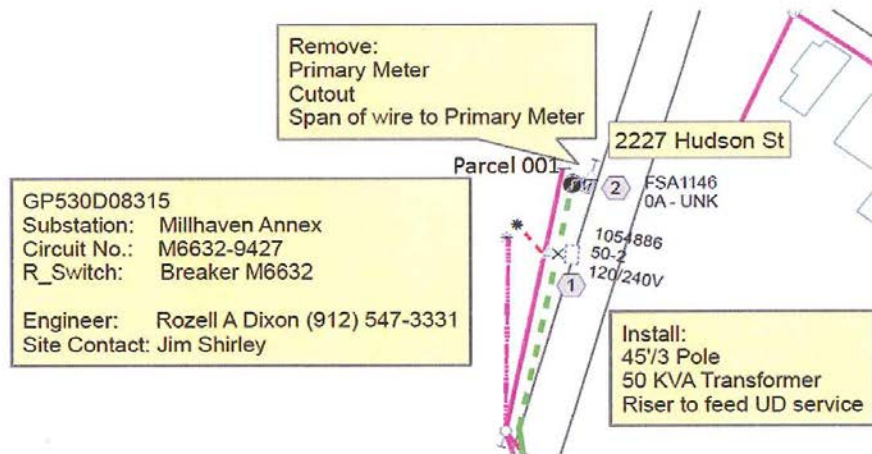 Remove:
Primary Meter
Cutout
Span of wire to Primary Meter
2227 Hudson St
Parcel 001
2
FSA1146
0A - UNK
GP530D08315
Substation: Millhaven Annex
Circuit No.: M6632-9427
R_Switch: Breaker M6632
Engineer: Rozell A Dixon (912) 547-3331
Site Contact: Jim Shirley
1054886
50-2
120/240V
1
Install:
45'/3 Pole
50 KVA Transformer
Riser to feed UD service